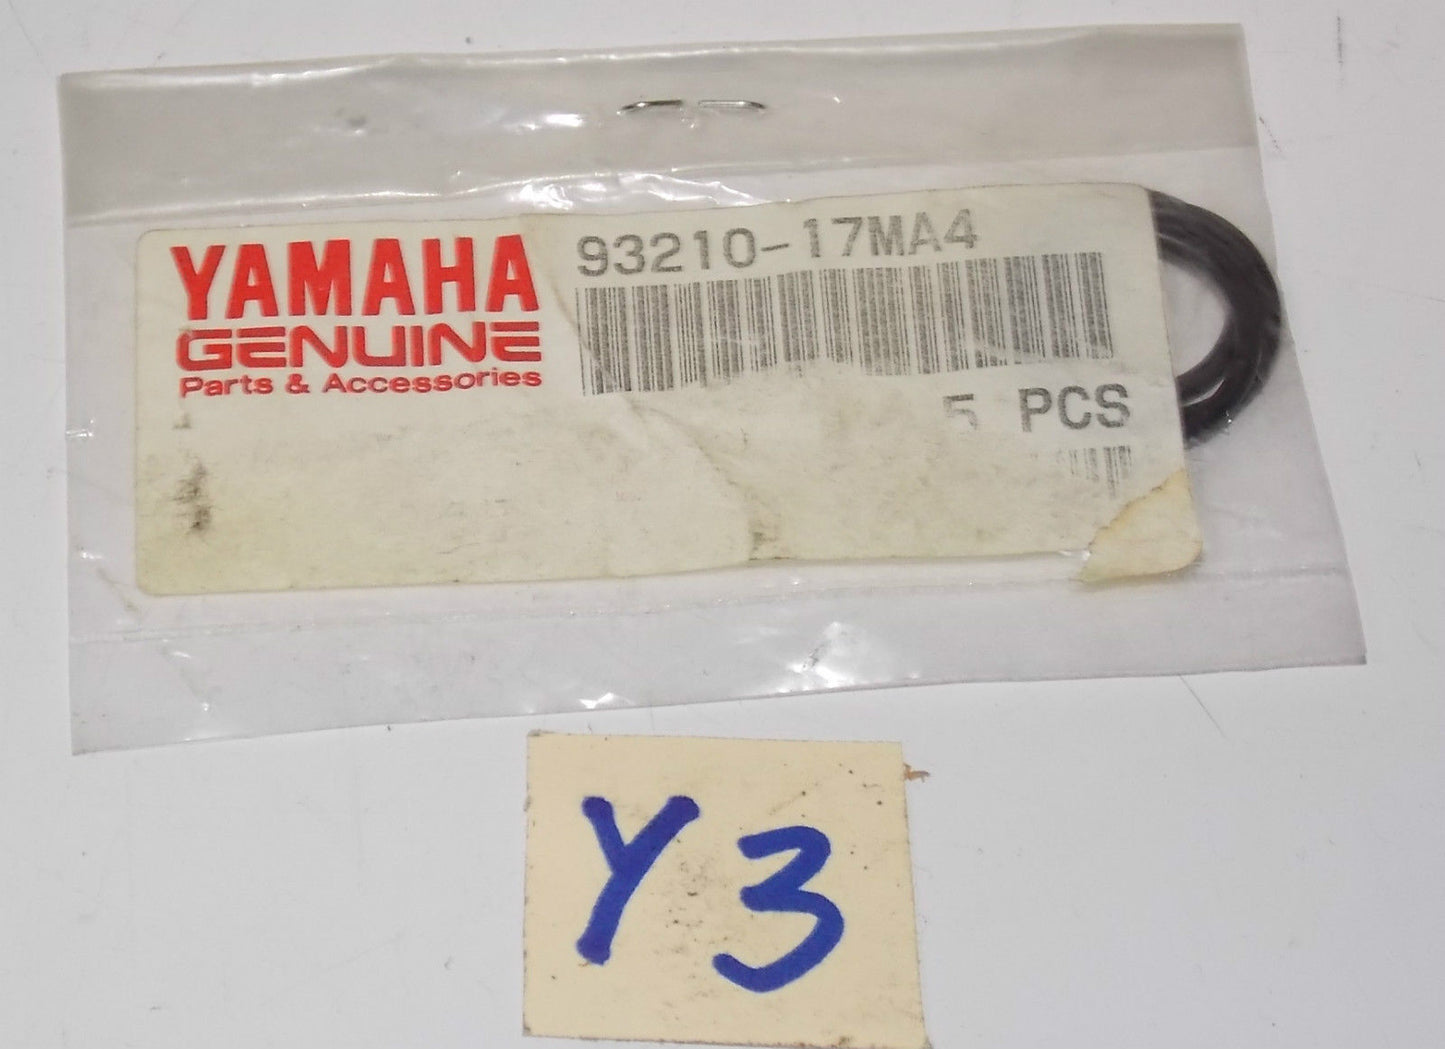 YAMAHA
GENUINE
Parts & Accessories
93210-17MA4
5 PCS
Y3